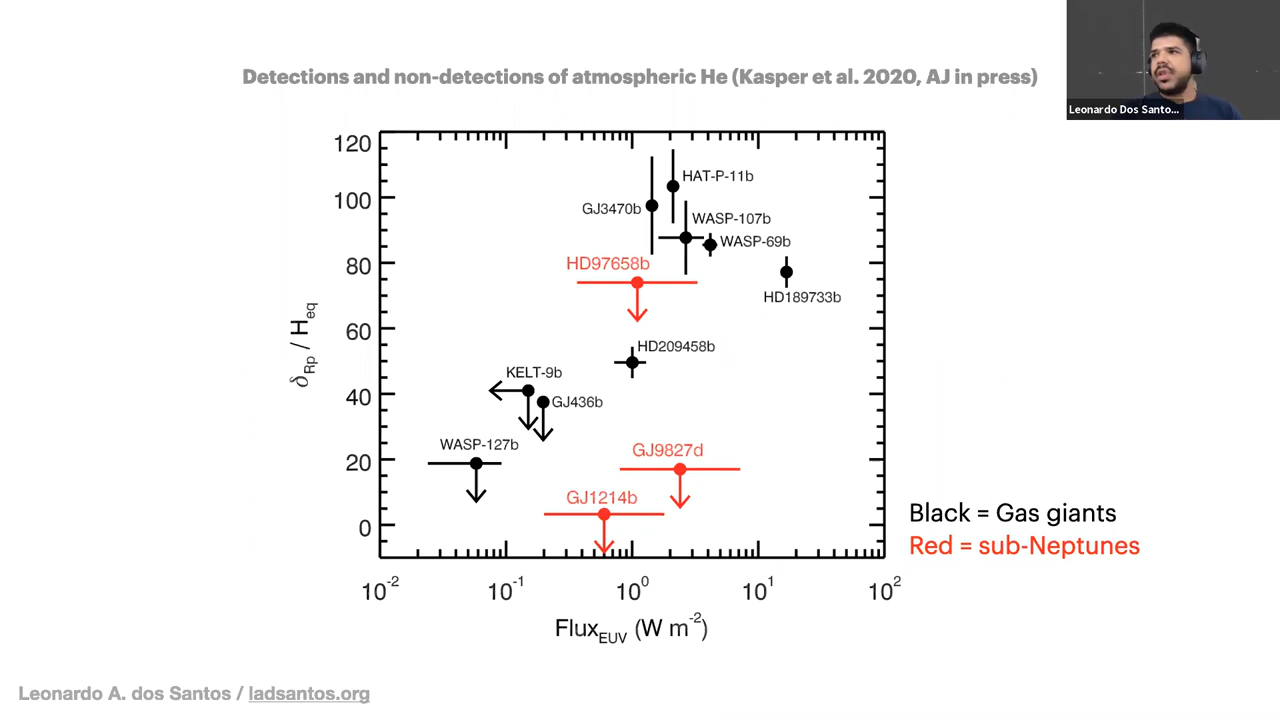 Detections and non-detections of atmospheric He (Kasper et al. 2020, AJ in press)
Leonardo Dos Santo...
120
100
80
60
40
20
0
δRp / Heq
HAT-P-11b
GJ3470b
WASP-107b
WASP-69b
HD97658b
HD189733b
HD209458b
KELT-9b
GJ436b
WASP-127b
GJ9827d
GJ1214b
Black = Gas giants
Red = sub-Neptunes
10-2 10-1 100 101 102
FluxEUV (W m-2)
Leonardo A. dos Santos / ladsantos.org